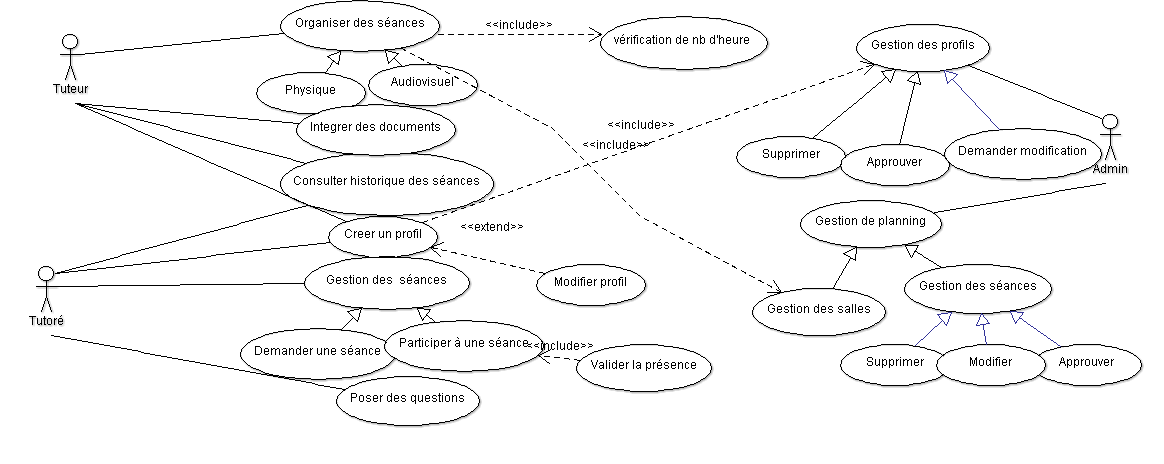 Organiser des séances
<<include>>
vérification de nb d'heure
Gestion des profils
Tuteur
Physique
Audiovisuel
Integrer des documents
<<include>>
<<include>>
Supprimer
Approuver
Demander modification
Admin
Consulter historique des séances
Creer un profil
<<extend>>
Gestion de planning
Modifier profil
Gestion des  séances
Gestion des séances
Gestion des salles
Tutoré
Demander une séance
Participer à une séance
<<include>>
Valider la présence
Supprimer
Modifier
Approuver
Poser des questions